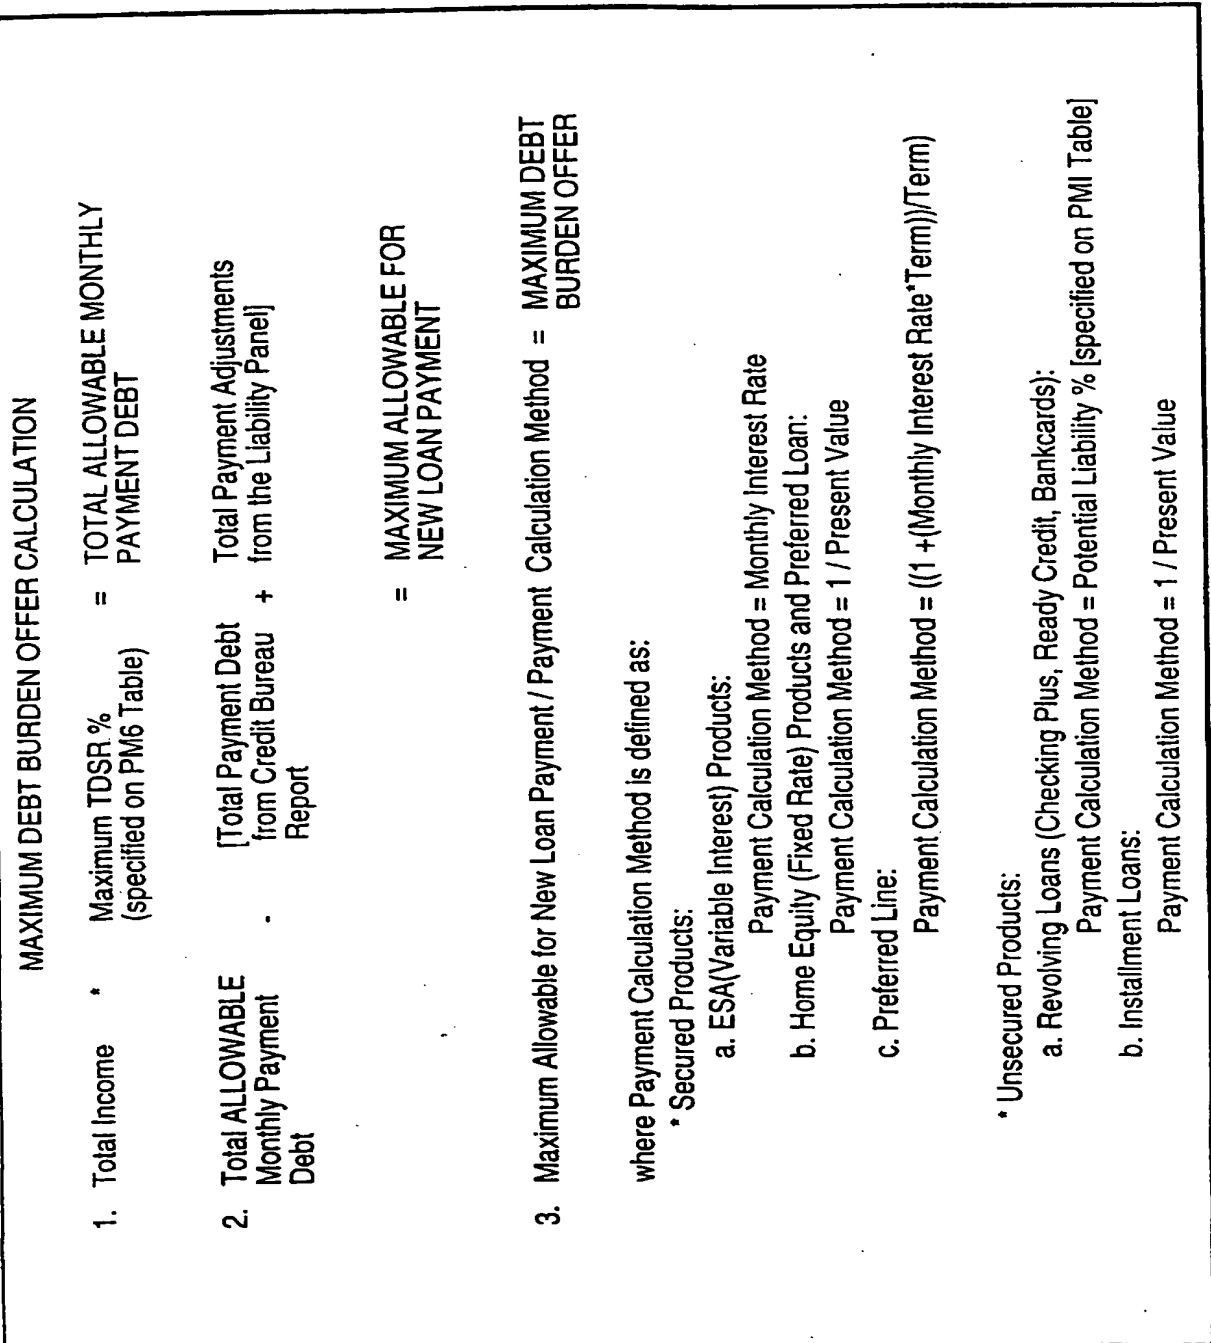 MAXIMUM DEBT BURDEN OFFER CALCULATION
1. Total Income * Maximum TDSR % = TOTAL ALLOWABLE MONTHLY
(specified on PM6 Table) PAYMENT DEBT
2. Total ALLOWABLE - [Total Payment Debt + Total Payment Adjustments
Monthly Payment from Credit Bureau from the Liability Panel]
Debt Report
= MAXIMUM ALLOWABLE FOR
NEW LOAN PAYMENT
3. Maximum Allowable for New Loan Payment / Payment Calculation Method = MAXIMUM DEBT
BURDEN OFFER
where Payment Calculation Method is defined as:
* Secured Products:
a. ESA(Variable Interest) Products:
Payment Calculation Method = Monthly Interest Rate
b. Home Equity (Fixed Rate) Products and Preferred Loan:
Payment Calculation Method = 1 / Present Value
c. Preferred Line:
Payment Calculation Method = ((1 +(Monthly Interest Rate*Term))/Term)
* Unsecured Products:
a. Revolving Loans (Checking Plus, Ready Credit, Bankcards):
Payment Calculation Method = Potential Liability % [specified on PMI Table]
b. Installment Loans:
Payment Calculation Method = 1 / Present Value